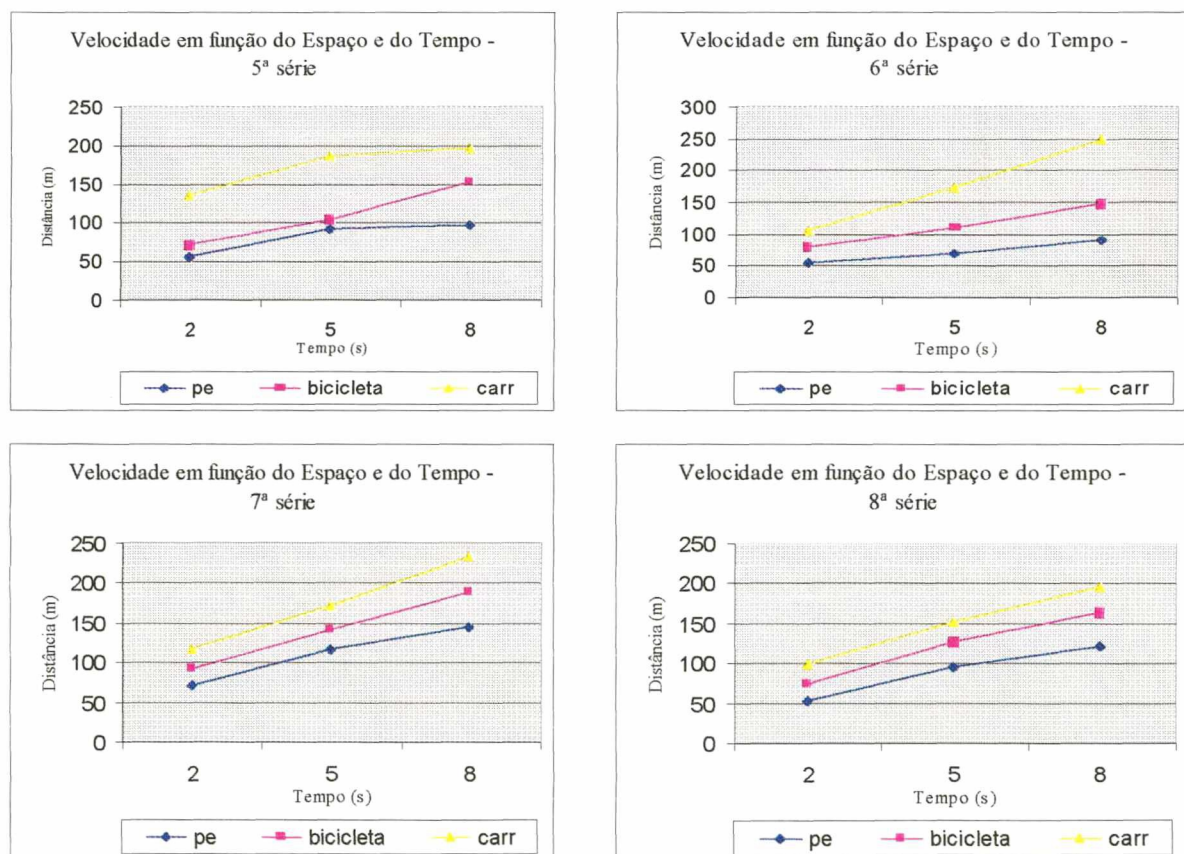 Velocidade em função do Espaço e do Tempo -
5ª série
Distância (m)
250
200
150
100
50
0
2 5 8
Tempo (s)
pe bicicleta carr
Velocidade em função do Espaço e do Tempo -
6ª série
Distância (m)
300
250
200
150
100
50
0
2 5 8
Tempo (s)
pe bicicleta carr
Velocidade em função do Espaço e do Tempo -
7ª série
Distância (m)
250
200
150
100
50
0
2 5 8
Tempo (s)
pe bicicleta carr
Velocidade em função do Espaço e do Tempo -
8ª série
Distância (m)
250
200
150
100
50
0
2 5 8
Tempo (s)
pe bicicleta carr